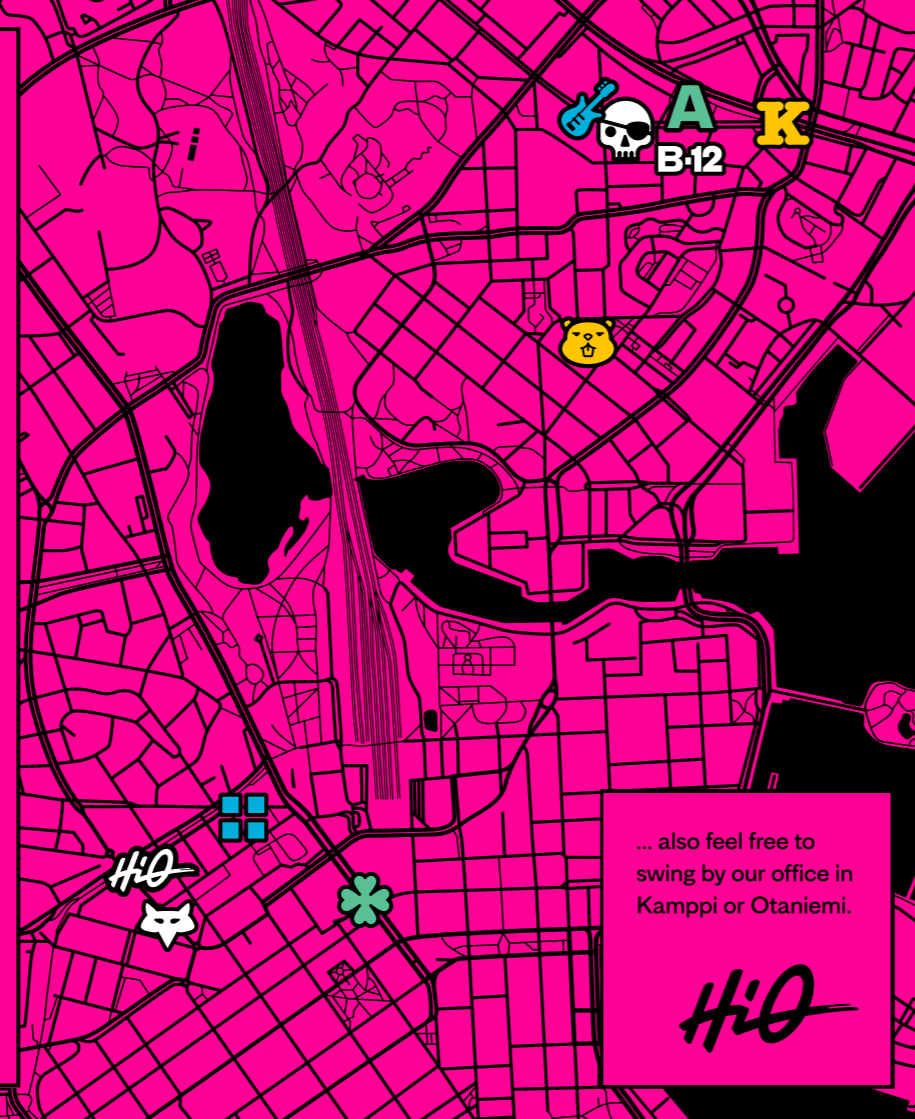 A
K
B·12
HiQ
... also feel free to
swing by our office in
Kamppi or Otaniemi.
HiQ